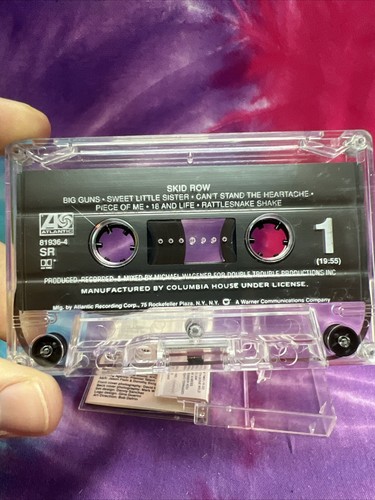 SKID ROW
BIG GUNS • SWEET LITTLE SISTER • CAN'T STAND THE HEARTACHE •
PIECE OF ME • 18 AND LIFE • RATTLESNAKE SHAKE
ATLANTIC
81936-4
SR
1
(19:55)
PRODUCED, RECORDED, & MIXED BY MICHAEL WAGENER FOR DOUBLE TROUBLE PRODUCTIONS INC
MANUFACTURED BY COLUMBIA HOUSE UNDER LICENSE.
Mfg. by Atlantic Recording Corp., 75 Rockefeller Plaza, N.Y., N.Y. A Warner Communications Company